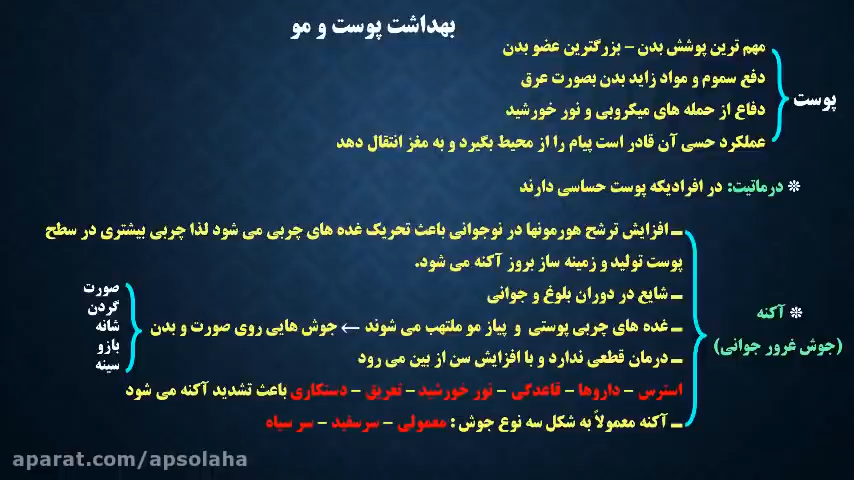 بهداشت پوست و مو
مهم ترین پوشش بدن – بزرگترین عضو بدن
دفع سموم و مواد زاید بدن بصورت عرق
پوست
دفاع از حمله های میکروبی و نور خورشید
عملکرد حسی آن قادر است پیام را از محیط بگیرد و به مغز انتقال دهد
❊ درماتیت: در افرادیکه پوست حساسی دارند
ـ افزایش ترشح هورمونها در نوجوانی باعث تحریک غده های چربی می شود لذا چربی بیشتری در سطح
پوست تولید و زمینه ساز بروز آکنه می شود.
ـ شایع در دوران بلوغ و جوانی
❊ آکنه
(جوش غرور جوانی)
ـ غده های چربی پوستی و پیاز مو ملتهب می شوند ← جوش هایی روی صورت و بدن
صورت
گردن
شانه
بازو
سینه
ـ درمان قطعی ندارد و با افزایش سن از بین می رود
استرس – داروها – قاعدگی – نور خورشید – تعریق – دستکاری باعث تشدید آکنه می شود
ـ آکنه معمولاً به شکل سه نوع جوش : معمولی – سرسفید – سر سیاه
aparat.com/apsolaha